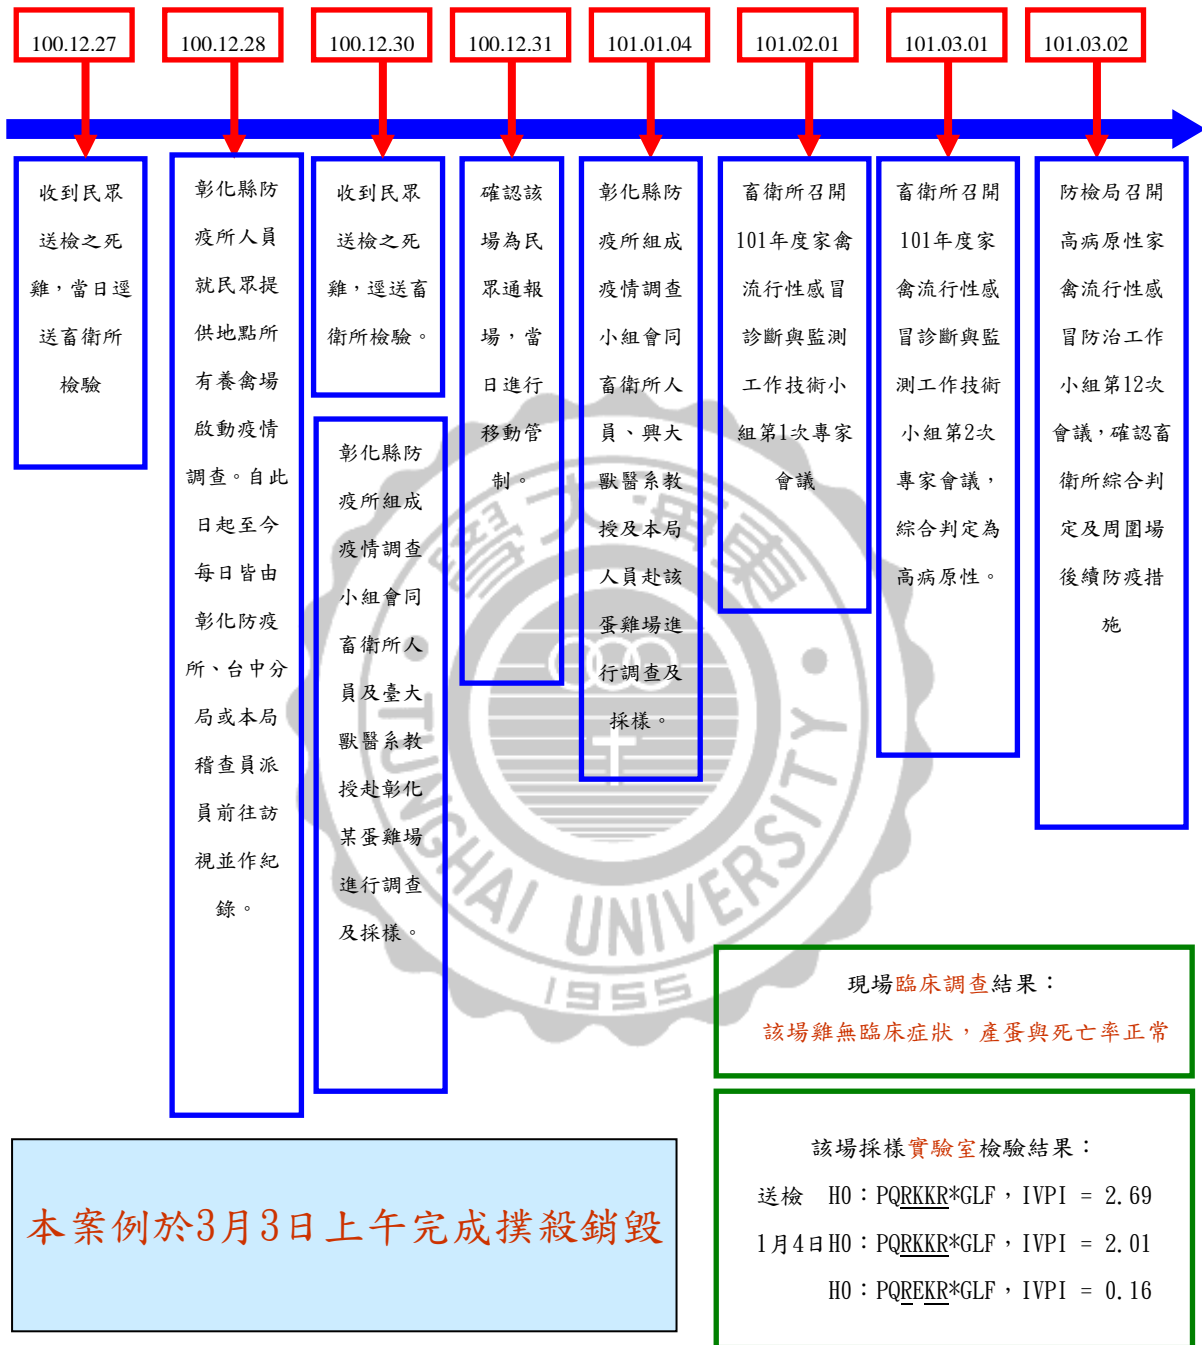 100.12.27
100.12.28
100.12.30
100.12.31
101.01.04
101.02.01
101.03.01
101.03.02
收到民眾
送檢之死
雞，當日逕
送畜衛所
檢驗
彰化縣防
疫所人員
就民眾提
供地點所
有養禽場
啟動疫情
調查。自此
日起至今
每日皆由
彰化防疫
所、台中分
局或本局
稽查員派
員前往訪
視並作紀
錄。
收到民眾
送檢之死
雞，逕送畜
衛所檢驗。
彰化縣防
疫所組成
疫情調查
小組會同
畜衛所人
員及臺大
獸醫系教
授赴彰化
某蛋雞場
進行調查
及採樣。
確認該
場為民
眾通報
場，當
日進行
移動管
制。
彰化縣防
疫所組成
疫情調查
小組會同
畜衛所人
員、興大
獸醫系教
授及本局
人員赴該
蛋雞場進
行調查及
採樣。
畜衛所召開
101年度家禽
流行性感冒
診斷與監測
工作技術小
組第1次專家
會議
畜衛所召開
101年度家
禽流行性感
冒診斷與監
測工作技術
小組第2次
專家會議，
綜合判定為
高病原性。
防檢局召開
高病原性家
禽流行性感
冒防治工作
小組第12次
會議，確認畜
衛所綜合判
定及周圍場
後續防疫措
施
學大海東
TUNGHAI UNIVERSITY
1955
現場臨床調查結果：
該場雞無臨床症狀，產蛋與死亡率正常
該場採樣實驗室檢驗結果：
送檢 H0：PQRKKR*GLF，IVPI = 2.69
1月4日H0：PQRKKR*GLF，IVPI = 2.01
H0：PQREKR*GLF，IVPI = 0.16
本案例於3月3日上午完成撲殺銷毀